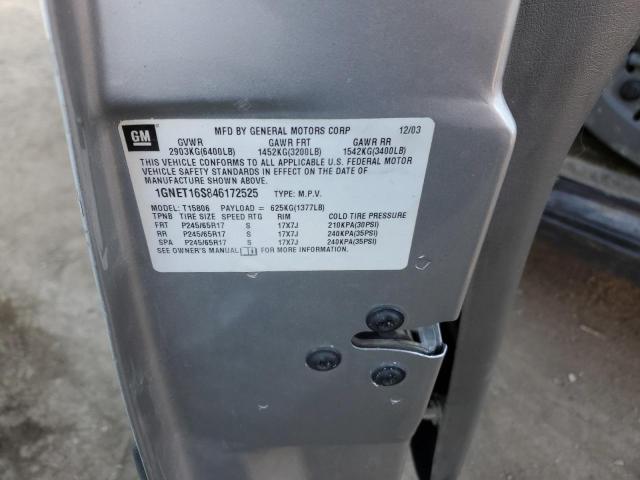 GM MFD BY GENERAL MOTORS CORP 12/03
GVWR GAWR FRT GAWR RR
2903KG(6400LB) 1452KG(3200LB) 1542KG(3400LB)
THIS VEHICLE CONFORMS TO ALL APPLICABLE U.S. FEDERAL MOTOR
VEHICLE SAFETY STANDARDS IN EFFECT ON THE DATE OF
MANUFACTURE SHOWN ABOVE.
1GNET16S846172525 TYPE: M.P.V.
MODEL: T15806 PAYLOAD = 625KG(1377LB)
TPNB TIRE SIZE SPEED RTG RIM COLD TIRE PRESSURE
FRT P245/65R17 S 17X7J 210KPA(30PSI)
RR P245/65R17 S 17X7J 240KPA(35PSI)
SPA P245/65R17 S 17X7J 240KPA(35PSI)
SEE OWNER'S MANUAL FOR MORE INFORMATION.